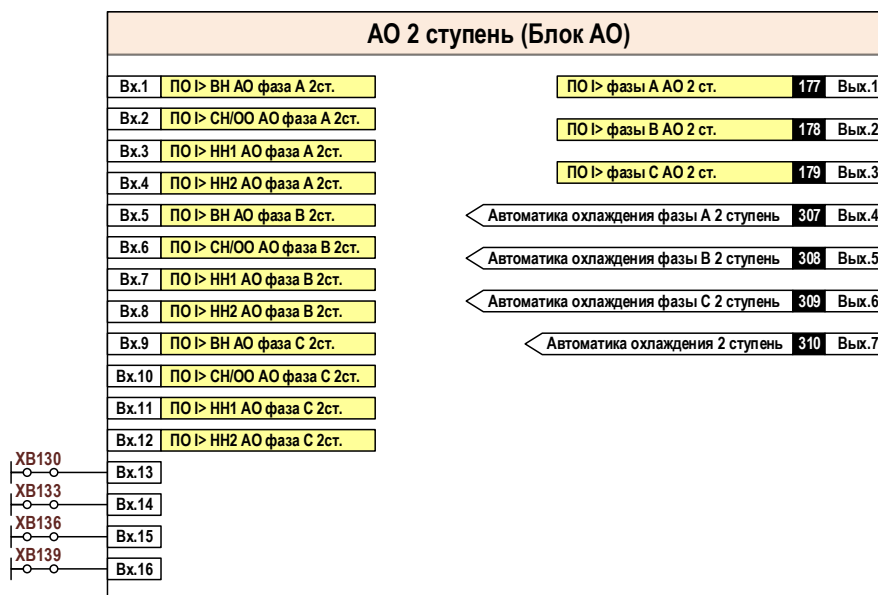 АО 2 ступень (Блок АО)
Вх.1 ПО I> ВН АО фаза А 2ст.
Вх.2 ПО I> СН/ОО АО фаза А 2ст.
Вх.3 ПО I> НН1 АО фаза А 2ст.
Вх.4 ПО I> НН2 АО фаза А 2ст.
Вх.5 ПО I> ВН АО фаза В 2ст.
Вх.6 ПО I> СН/ОО АО фаза В 2ст.
Вх.7 ПО I> НН1 АО фаза В 2ст.
Вх.8 ПО I> НН2 АО фаза В 2ст.
Вх.9 ПО I> ВН АО фаза С 2ст.
Вх.10 ПО I> СН/ОО АО фаза С 2ст.
Вх.11 ПО I> НН1 АО фаза С 2ст.
Вх.12 ПО I> НН2 АО фаза С 2ст.
XB130 Вх.13
XB133 Вх.14
XB136 Вх.15
XB139 Вх.16
ПО I> фазы А АО 2 ст. 177 Вых.1
ПО I> фазы В АО 2 ст. 178 Вых.2
ПО I> фазы С АО 2 ст. 179 Вых.3
Автоматика охлаждения фазы А 2 ступень 307 Вых.4
Автоматика охлаждения фазы В 2 ступень 308 Вых.5
Автоматика охлаждения фазы С 2 ступень 309 Вых.6
Автоматика охлаждения 2 ступень 310 Вых.7